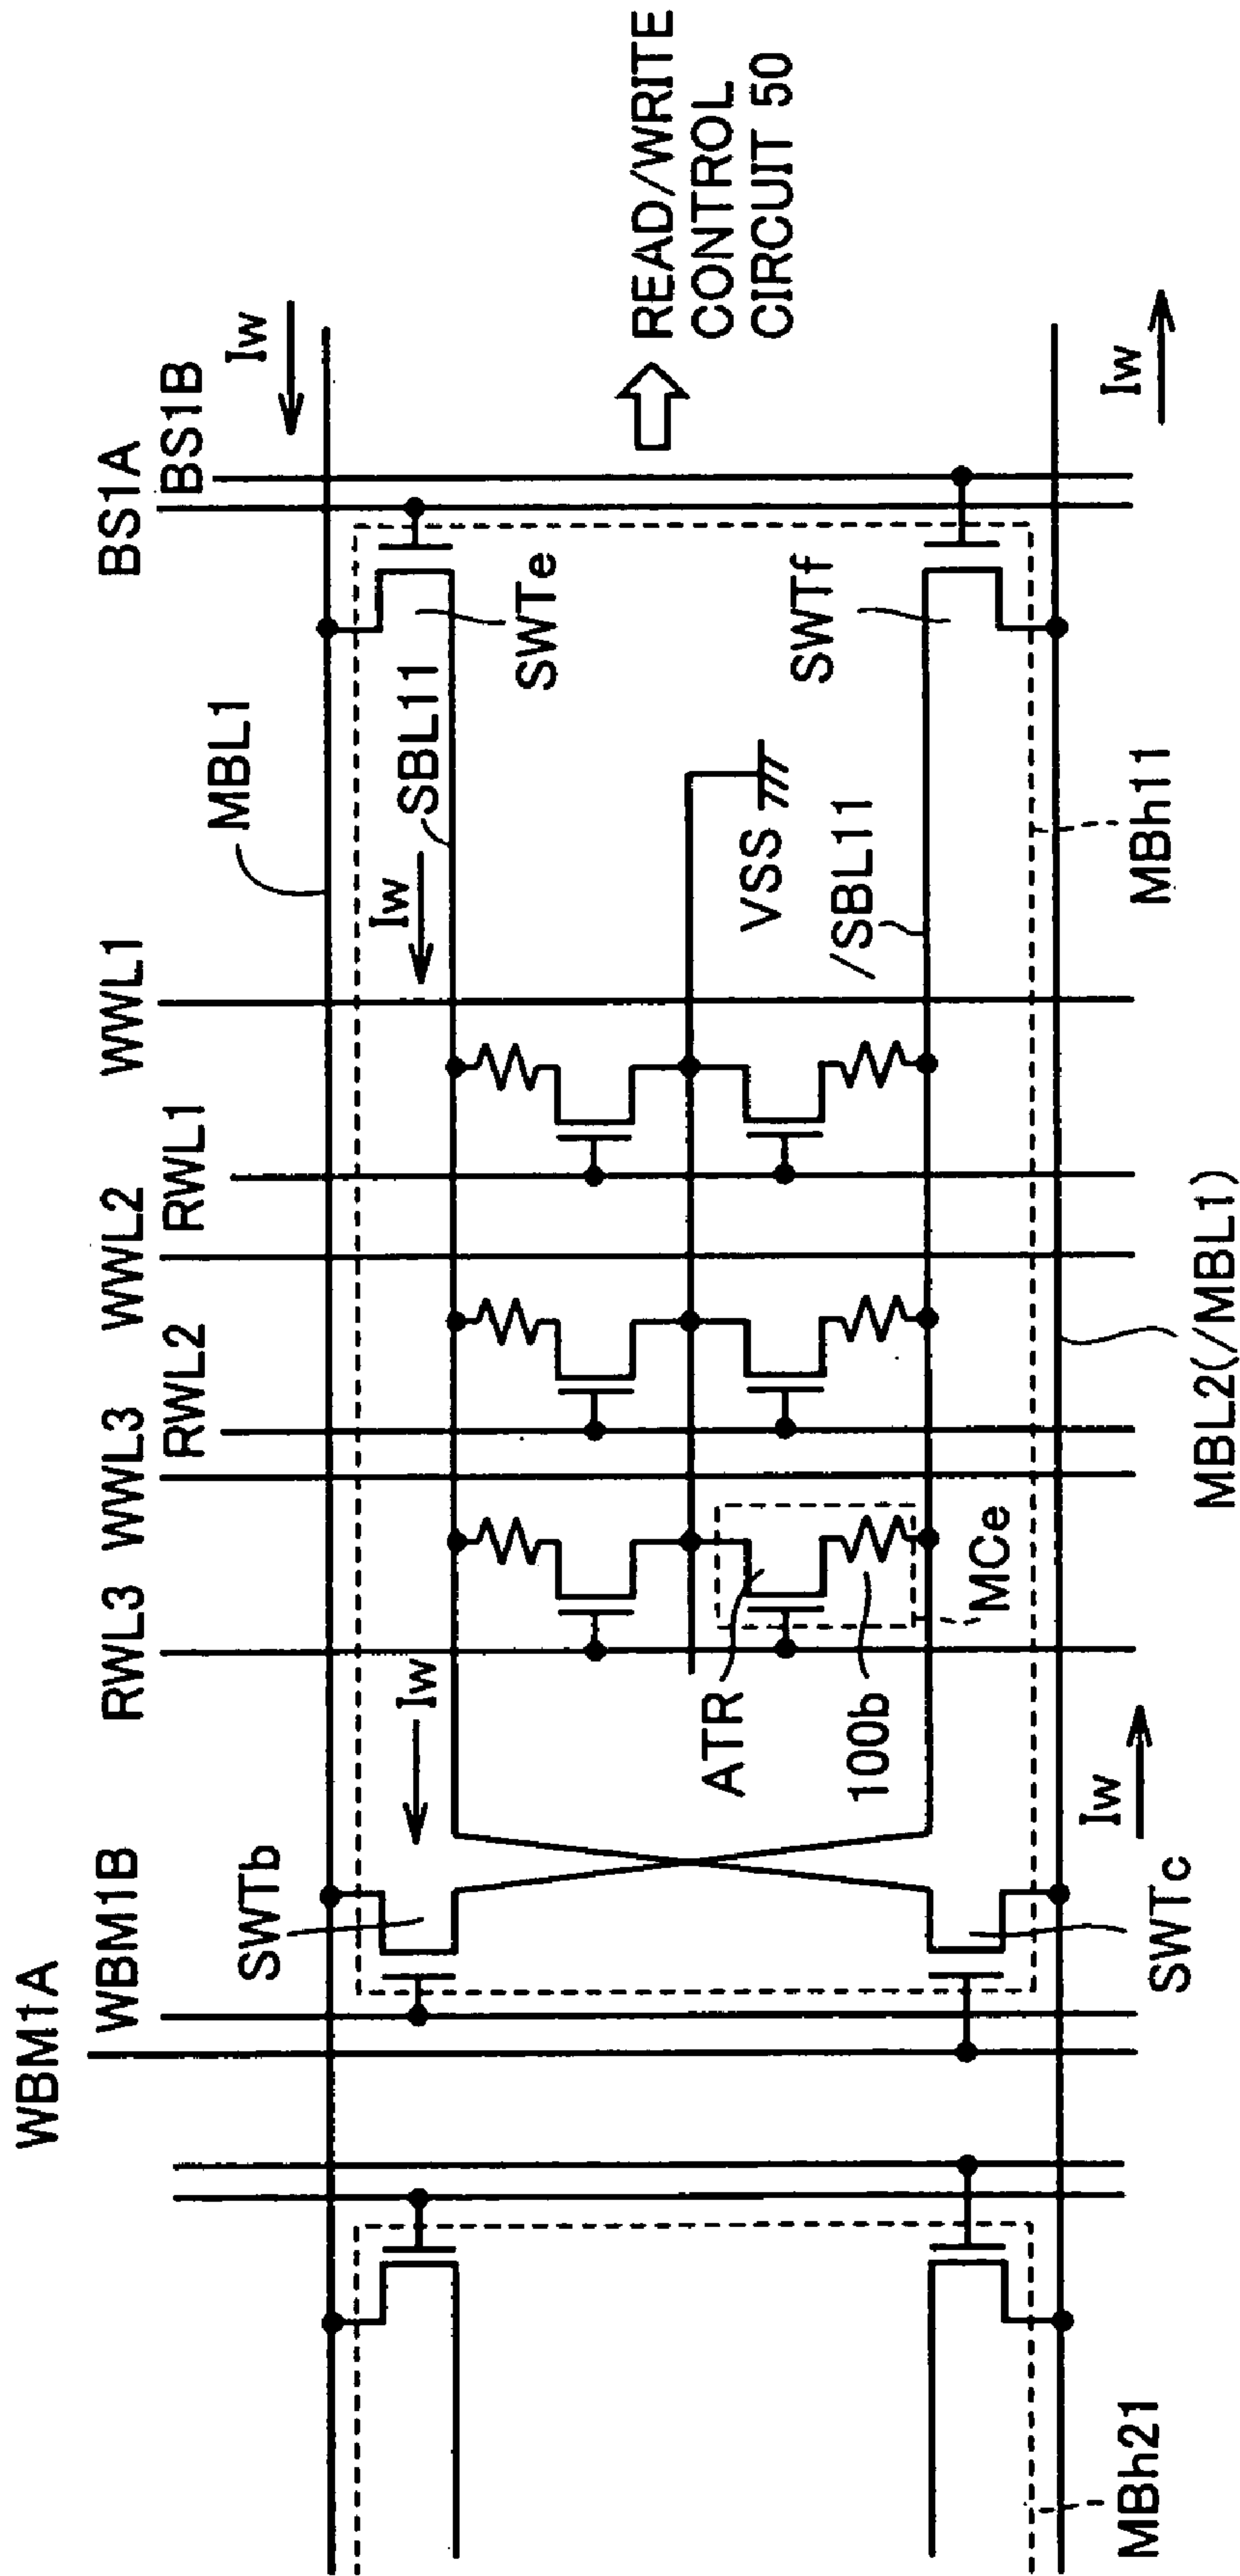 WBM1A
WBM1B
RWL3
WWL3
RWL2
WWL2
RWL1
WWL1
BS1A
BS1B
MBL1
Iw
SWTb
Iw
Iw
SBL11
SWTe
READ/WRITE
CONTROL
CIRCUIT 50
ATR
100b
VSS
/SBL11
SWTf
MCe
Iw
Iw
SWTc
MBh21
MBL2(/MBL1)
MBh11